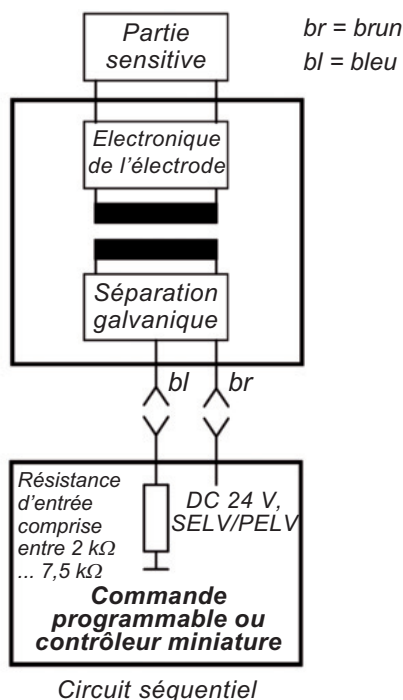 Partie
sensitive
br = brun
bl = bleu
Electronique
de l'électrode
Séparation
galvanique
bl
br
Résistance
d'entrée
comprise
entre 2 kΩ
... 7,5 kΩ
DC 24 V,
SELV/PELV
Commande
programmable ou
contrôleur miniature
Circuit séquentiel